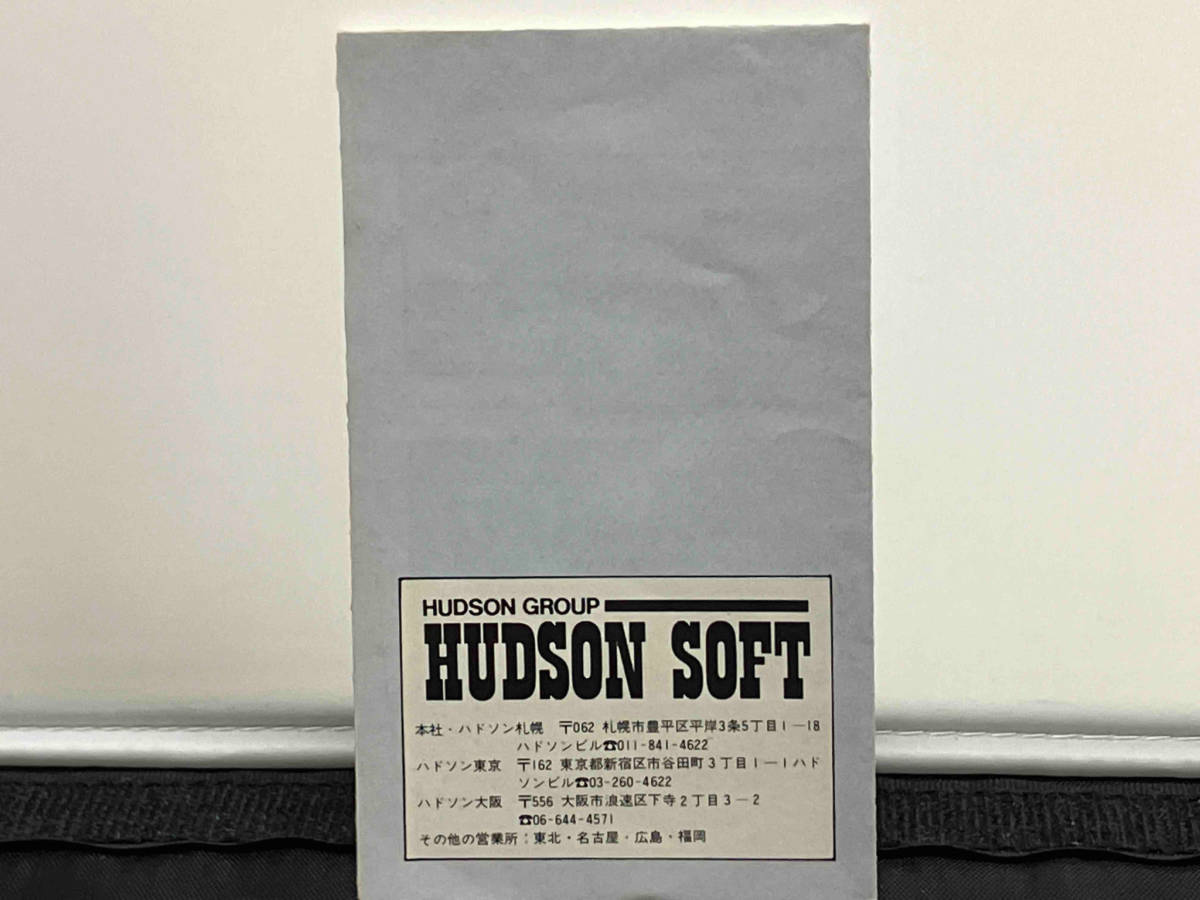 HUDSON GROUP
HUDSON SOFT
本社・ハドソン札幌 〒062 札幌市豊平区平岸3条5丁目1―18
ハドソンビル☎011-841-4622
ハドソン東京 〒162 東京都新宿区市谷田町3丁目1―1ハド
ソンビル☎03-260-4622
ハドソン大阪 〒556 大阪市浪速区下寺2丁目3―2
☎06-644-4571
その他の営業所：東北・名古屋・広島・福岡